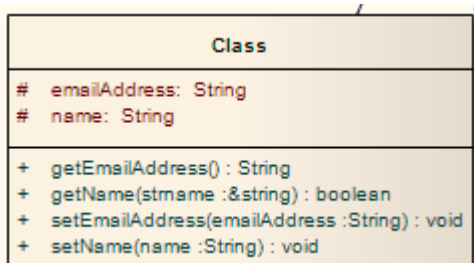 Class
# emailAddress: String
# name: String
+ getEmailAddress() : String
+ getName(strname :&string) : boolean
+ setEmailAddress(emailAddress :String) : void
+ setName(name :String) : void